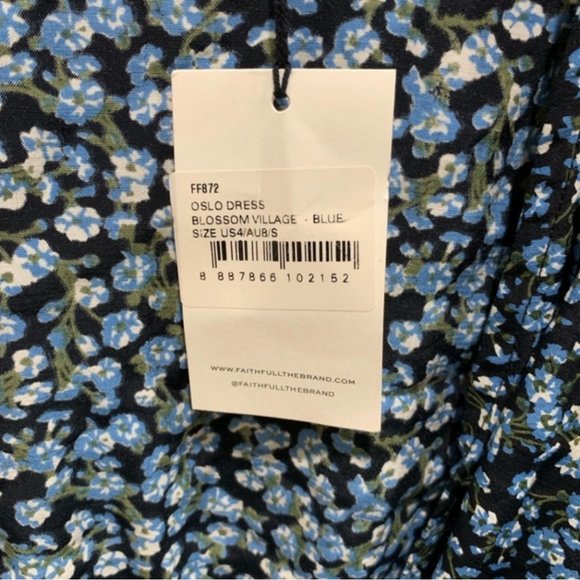 FF872
OSLO DRESS
BLOSSOM VILLAGE - BLUE
SIZE US4/AU8/S
8 887866 102152
WWW.FAITHFULLTHEBRAND.COM
@FAITHFULLTHEBRAND